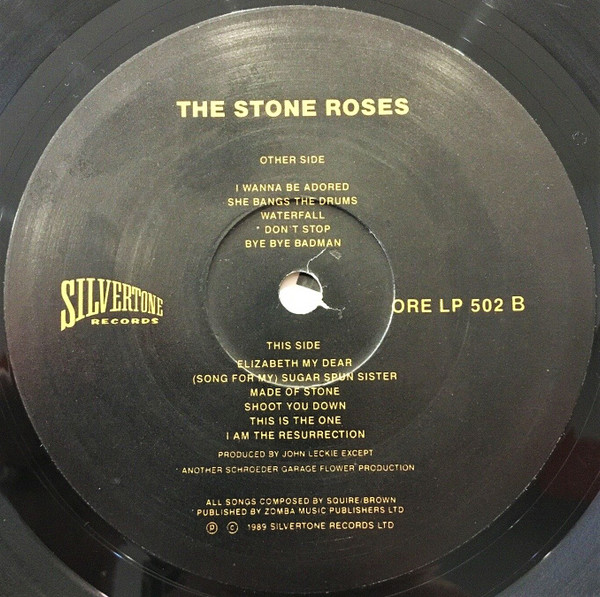 THE STONE ROSES
OTHER SIDE
I WANNA BE ADORED
SHE BANGS THE DRUMS
WATERFALL
* DON'T STOP
BYE BYE BADMAN
SILVERTONE
RECORDS
ORE LP 502 B
THIS SIDE
ELIZABETH MY DEAR
(SONG FOR MY) SUGAR SPUN SISTER
MADE OF STONE
SHOOT YOU DOWN
THIS IS THE ONE
I AM THE RESURRECTION
PRODUCED BY JOHN LECKIE EXCEPT
* ANOTHER SCHROEDER GARAGE FLOWER PRODUCTION
ALL SONGS COMPOSED BY SQUIRE/BROWN
* PUBLISHED BY ZOMBA MUSIC PUBLISHERS LTD
Ⓟ © 1989 SILVERTONE RECORDS LTD